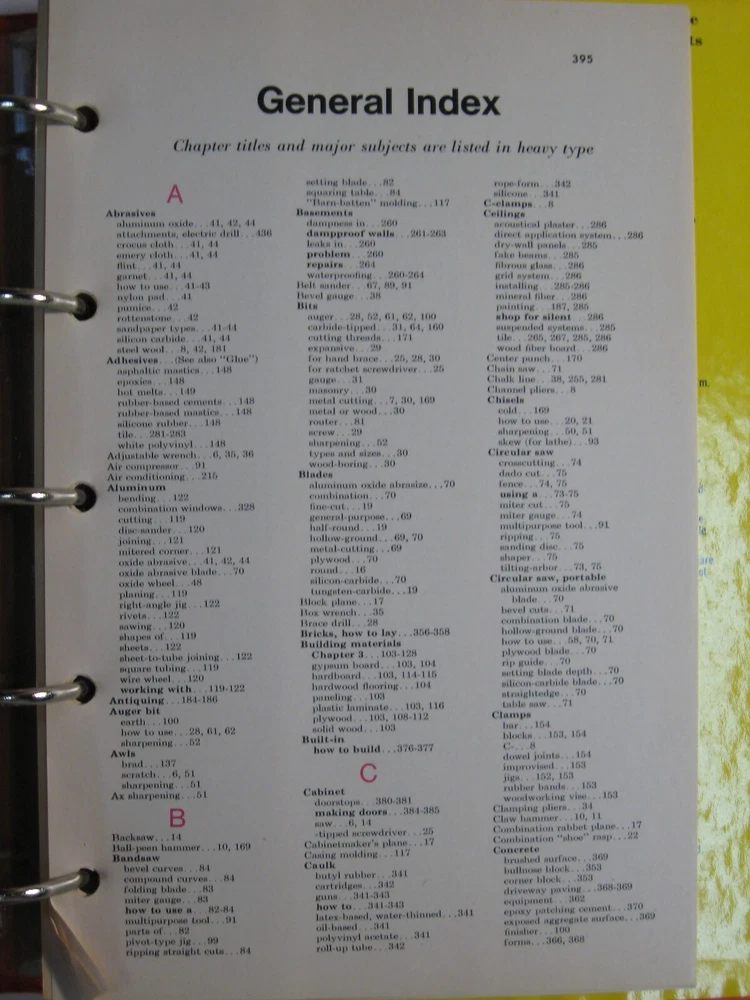 395
General Index
Chapter titles and major subjects are listed in heavy type
A
Abrasives
aluminum oxide. . .41, 42, 44
attachments, electric drill. . .436
crocus cloth. . .41, 44
emery cloth. . .41, 44
flint. . .41, 44
garnet. . .41, 44
how to use. . .41-43
nylon pad. . .41
pumice. . .42
rottenstone. . .42
sandpaper types. . .41-44
silicon carbide. . .41, 44
steel wool. . .8, 42, 181
Adhesives. . .(See also "Glue")
asphaltic mastics. . .148
epoxies. . .148
hot melts. . .149
rubber-based cements. . .148
rubber-based mastics. . .148
silicone rubber. . .148
tile. . .281-283
white polyvinyl. . .148
Adjustable wrench. . .6, 35, 36
Air compressor. . .91
Air conditioning. . .215
Aluminum
bending. . .122
combination windows. . .328
cutting. . .119
disc-sander. . .120
joining. . .121
mitered corner. . .121
oxide abrasive. . .41, 42, 44
oxide abrasive blade. . .70
oxide wheel. . .48
planing. . .119
right-angle jig. . .122
rivets. . .122
sawing. . .120
shapes of. . .119
sheets. . .122
sheet-to-tube joining. . .122
square tubing. . .119
wire wheel. . .120
working with. . .119-122
Antiquing. . .184-186
Auger bit
earth. . .100
how to use. . .28, 61, 62
sharpening. . .52
Awls
brad. . .137
scratch. . .6, 51
sharpening. . .51
Ax sharpening. . .51
B
Backsaw. . .14
Ball-peen hammer. . .10, 169
Bandsaw
bevel curves. . .84
compound curves. . .84
folding blade. . .83
miter gauge. . .83
how to use a. . .82-84
multipurpose tool. . .91
parts of. . .82
pivot-type jig. . .99
ripping straight cuts. . .84
setting blade. . .82
squaring table. . .84
"Barn-batten" molding. . .117
Basements
dampness in. . .260
dampproof walls. . .261-263
leaks in. . .260
problem. . .260
repairs. . .264
waterproofing. . .260-264
Belt sander. . .67, 89, 91
Bevel gauge. . .38
Bits
auger. . .28, 52, 61, 62, 100
carbide-tipped. . .31, 64, 160
cutting threads. . .171
expansive. . .29
for hand brace. . .25, 28, 30
for ratchet screwdriver. . .25
gauge. . .31
masonry. . .30
metal cutting. . .7, 30, 169
metal or wood. . .30
router. . .81
screw. . .29
sharpening. . .52
types and sizes. . .30
wood-boring. . .30
Blades
aluminum oxide abrasize. . .70
combination. . .70
fine-cut. . .19
general-purpose. . .69
half-round. . .19
hollow-ground. . .69, 70
metal-cutting. . .69
plywood. . .70
round. . .16
silicon-carbide. . .70
tungsten-carbide. . .19
Block plane. . .17
Box wrench. . .35
Brace drill. . .28
Bricks, how to lay. . .356-358
Building materials
Chapter 3. . .103-128
gypsum board. . .103, 104
hardboard. . .103, 114-115
hardwood flooring. . .104
paneling. . .103
plastic laminate. . .103, 116
plywood. . .103, 108-112
solid wood. . .103
Built-in
how to build. . .376-377
C
Cabinet
doorstops. . .380-381
making doors. . .384-385
saw. . .6, 14
-tipped screwdriver. . .25
Cabinetmaker's plane. . .17
Casing molding. . .117
Caulk
butyl rubber. . .341
cartridges. . .342
guns. . .341-343
how to. . .341-343
latex-based, water-thinned. . .341
oil-based. . .341
polyvinyl acetate. . .341
roll-up tube. . .342
rope-form. . .342
silicone. . .341
C-clamps. . .8
Ceilings
acoustical plaster. . .286
direct application system. . .286
dry-wall panels. . .285
fake beams. . .285
fibrous glass. . .286
grid system. . .286
installing. . .285-286
mineral fiber. . .286
painting. . .187, 285
shop for silent. . .286
suspended systems. . .285
tile. . .265, 267, 285, 286
wood fiber board. . .286
Center punch. . .170
Chain saw. . .71
Chalk line. . .38, 255, 281
Channel pliers. . .8
Chisels
cold. . .169
how to use. . .20, 21
sharpening. . .50, 51
skew (for lathe). . .93
Circular saw
crosscutting. . .74
dado cut. . .75
fence. . .74, 75
using a. . .73-75
miter cut. . .75
miter gauge. . .74
multipurpose tool. . .91
ripping. . .75
sanding disc. . .75
shaper. . .75
tilting-arbor. . .73, 75
Circular saw, portable
aluminum oxide abrasive
blade. . .70
bevel cuts. . .71
combination blade. . .70
hollow-ground blade. . .70
how to use. . .58, 70, 71
plywood blade. . .70
rip guide. . .70
setting blade depth. . .70
silicon-carbide blade. . .70
straightedge. . .70
table saw. . .71
Clamps
bar. . .154
blocks. . .153, 154
C-. . .8
dowel joints. . .154
improvised. . .153
jigs. . .152, 153
rubber bands. . .153
woodworking vise. . .153
Clamping pliers. . .34
Claw hammer. . .10, 11
Combination rabbet plane. . .17
Combination "shoe" rasp. . .22
Concrete
brushed surface. . .369
bullnose block. . .353
corner block. . .353
driveway paving. . .368-369
equipment. . .362
epoxy patching cement. . .370
exposed aggregate surface. . .369
finisher. . .100
forms. . .366, 368